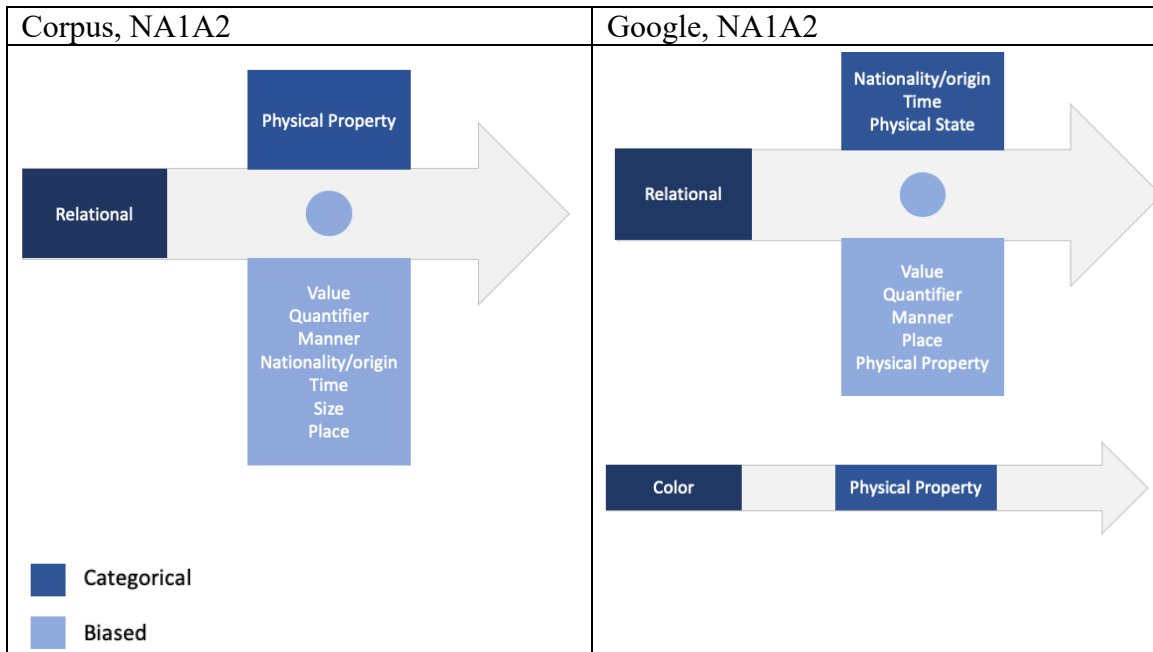 Corpus, NA1A2
Physical Property
Relational
Value
Quantifier
Manner
Nationality/origin
Time
Size
Place
Categorical
Biased
Google, NA1A2
Nationality/origin
Time
Physical State
Relational
Value
Quantifier
Manner
Place
Physical Property
Color
Physical Property